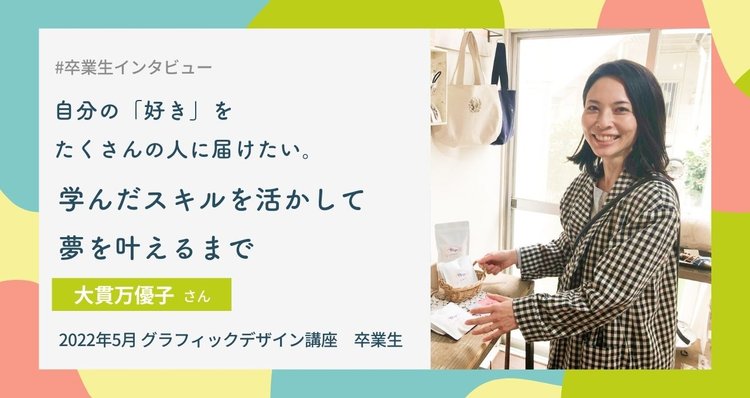 #卒業生インタビュー
自分の「好き」を
たくさんの人に届けたい。
学んだスキルを活かして
夢を叶えるまで
大貫万優子 さん
2022年5月 グラフィックデザイン講座 卒業生